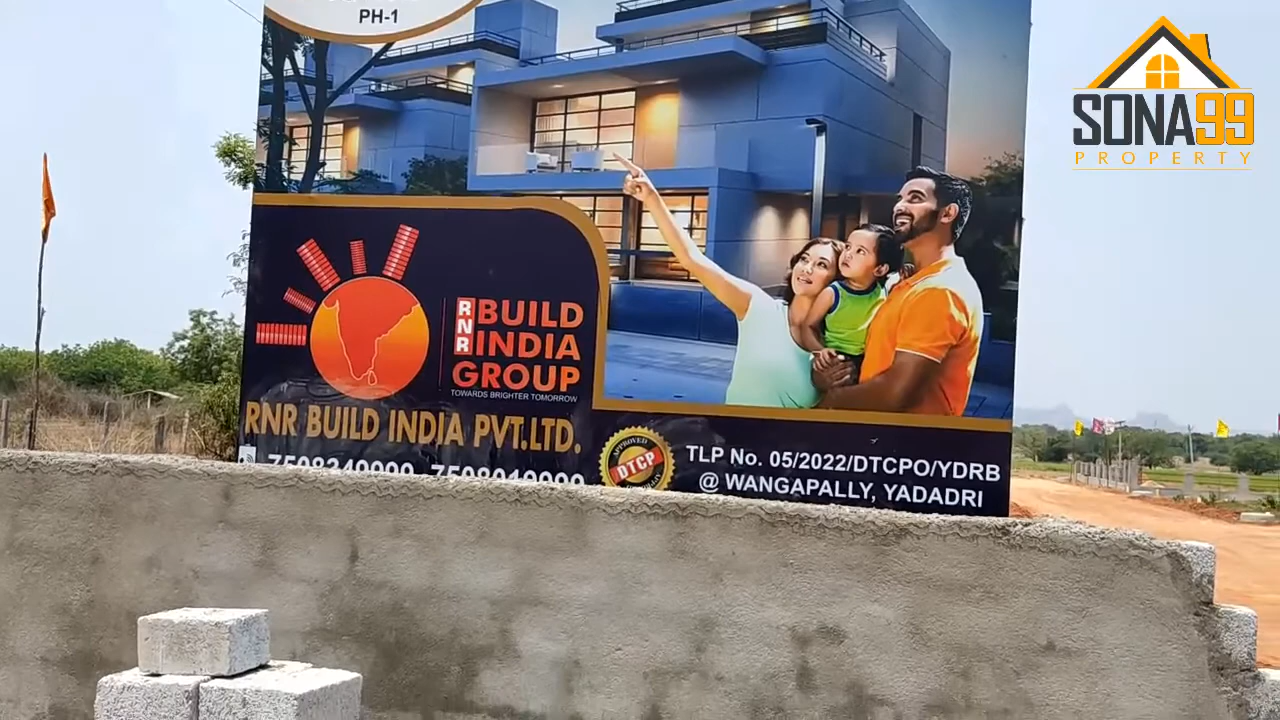 PH-1
SONA99
PROPERTY
RNR
BUILD
INDIA
GROUP
TOWARDS BRIGHTER TOMORROW
RNR BUILD INDIA PVT.LTD.
APPROVED
DTCP
TLP No. 05/2022/DTCPO/YDRB
@ WANGAPALLY, YADADRI